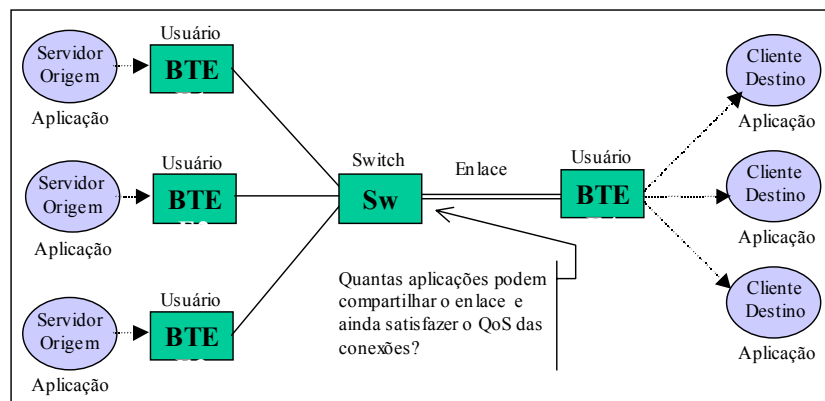 Usuário
Servidor
Origem
BTE
Aplicação
Cliente
Destino
Aplicação
Usuário
Servidor
Origem
BTE
Aplicação
Switch
Sw
Enlace
Usuário
BTE
Cliente
Destino
Aplicação
Quantas aplicações podem
compartilhar o enlace e
ainda satisfazer o QoS das
conexões?
Usuário
Servidor
Origem
BTE
Aplicação
Cliente
Destino
Aplicação